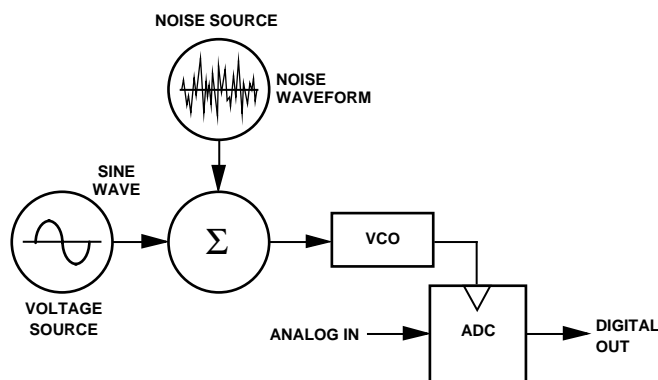 NOISE SOURCE
NOISE
WAVEFORM
SINE
WAVE
Σ
VCO
VOLTAGE
SOURCE
ANALOG IN
ADC
DIGITAL
OUT